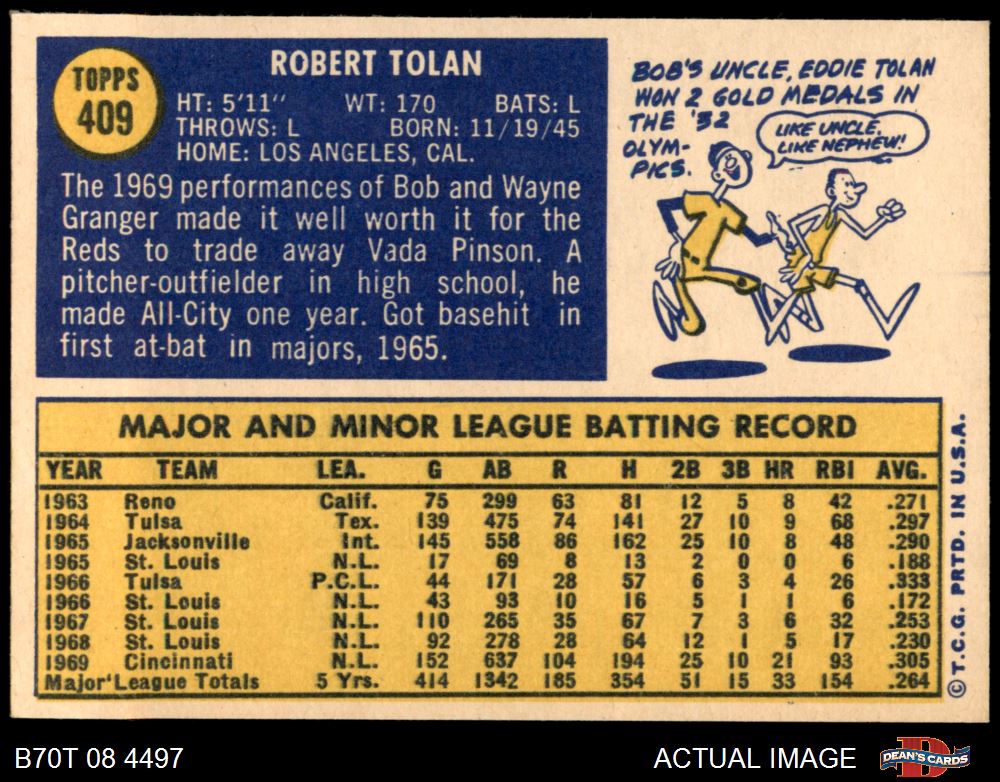 TOPPS
409
ROBERT TOLAN
HT: 5'11" WT: 170 BATS: L
THROWS: L BORN: 11/19/45
HOME: LOS ANGELES, CAL.
The 1969 performances of Bob and Wayne
Granger made it well worth it for the
Reds to trade away Vada Pinson. A
pitcher-outfielder in high school, he
made All-City one year. Got basehit in
first at-bat in majors, 1965.
BOB'S UNCLE, EDDIE TOLAN
WON 2 GOLD MEDALS IN
THE '32
OLYM-
PICS.
LIKE UNCLE,
LIKE NEPHEW!
MAJOR AND MINOR LEAGUE BATTING RECORD
YEAR TEAM LEA. G AB R H 2B 3B HR RBI AVG.
1963 Reno Calif. 75 299 63 81 12 5 8 42 .271
1964 Tulsa Tex. 139 475 74 141 27 10 9 68 .297
1965 Jacksonville Int. 145 558 86 162 25 10 8 48 .290
1965 St. Louis N.L. 17 69 8 13 2 0 0 6 .188
1966 Tulsa P.C.L. 44 171 28 57 6 3 4 26 .333
1966 St. Louis N.L. 43 93 10 16 5 1 1 6 .172
1967 St. Louis N.L. 110 265 35 67 7 3 6 32 .253
1968 St. Louis N.L. 92 278 28 64 12 1 5 17 .230
1969 Cincinnati N.L. 152 637 104 194 25 10 21 93 .305
Major League Totals 5 Yrs. 414 1342 185 354 51 15 33 154 .264
© T.C.G. PRTD. IN U.S.A.
B70T 08 4497
ACTUAL IMAGE
DEAN'S CARDS